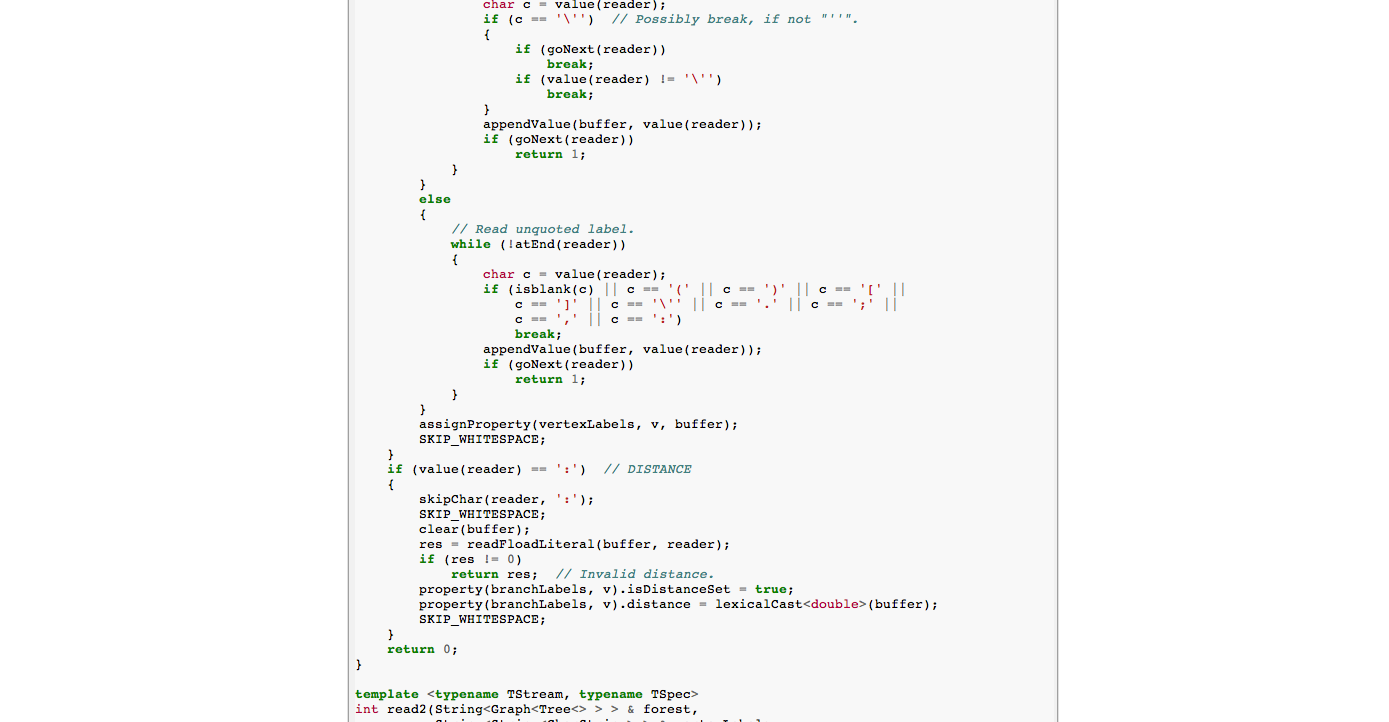 char c = value(reader);
                if (c == '\'')  // Possibly break, if not "''".
                {
                    if (goNext(reader))
                        break;
                    if (value(reader) != '\'')
                        break;
                }
                appendValue(buffer, value(reader));
                if (goNext(reader))
                    return 1;
            }
        }
        else
        {
            // Read unquoted label.
            while (!atEnd(reader))
            {
                char c = value(reader);
                if (isblank(c) || c == '(' || c == ')' || c == '[' ||
                    c == ']' || c == '\'' || c == '.' || c == ';' ||
                    c == ',' || c == ':')
                    break;
                appendValue(buffer, value(reader));
                if (goNext(reader))
                    return 1;
            }
        }
        assignProperty(vertexLabels, v, buffer);
        SKIP_WHITESPACE;
    }
    if (value(reader) == ':')  // DISTANCE
    {
        skipChar(reader, ':');
        SKIP_WHITESPACE;
        clear(buffer);
        res = readFloadLiteral(buffer, reader);
        if (res != 0)
            return res;  // Invalid distance.
        property(branchLabels, v).isDistanceSet = true;
        property(branchLabels, v).distance = lexicalCast<double>(buffer);
        SKIP_WHITESPACE;
    }
    return 0;
}

template <typename TStream, typename TSpec>
int read2(String<Graph<Tree<> > > & forest,